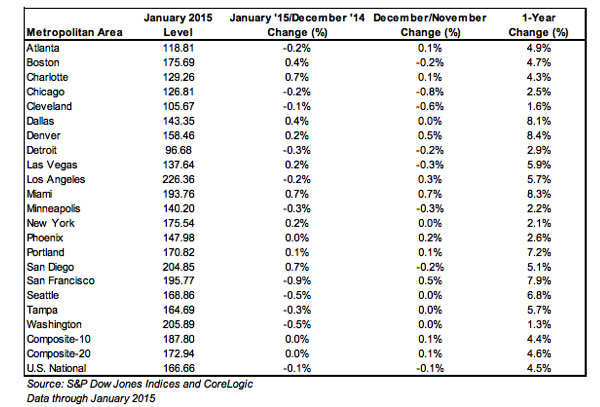 January 2015 January '15/December '14 December/November 1-Year
Metropolitan Area Level Change (%) Change (%) Change (%)
Atlanta 118.81 -0.2% 0.1% 4.9%
Boston 175.69 0.4% -0.2% 4.7%
Charlotte 129.26 0.7% 0.1% 4.3%
Chicago 126.81 -0.2% -0.8% 2.5%
Cleveland 105.67 -0.1% -0.6% 1.6%
Dallas 143.35 0.4% 0.0% 8.1%
Denver 158.46 0.2% 0.5% 8.4%
Detroit 96.68 -0.3% -0.2% 2.9%
Las Vegas 137.64 0.2% -0.3% 5.9%
Los Angeles 226.36 -0.2% 0.3% 5.7%
Miami 193.76 0.7% 0.7% 8.3%
Minneapolis 140.20 -0.3% -0.3% 2.2%
New York 175.54 0.2% 0.0% 2.1%
Phoenix 147.98 0.0% 0.2% 2.6%
Portland 170.82 0.1% 0.1% 7.2%
San Diego 204.85 0.7% -0.2% 5.1%
San Francisco 195.77 -0.9% 0.5% 7.9%
Seattle 168.86 -0.5% 0.0% 6.8%
Tampa 164.69 -0.3% 0.0% 5.7%
Washington 205.89 -0.5% 0.0% 1.3%
Composite-10 187.80 0.0% 0.1% 4.4%
Composite-20 172.94 0.0% 0.1% 4.6%
U.S. National 166.66 -0.1% -0.1% 4.5%
Source: S&P Dow Jones Indices and CoreLogic
Data through January 2015